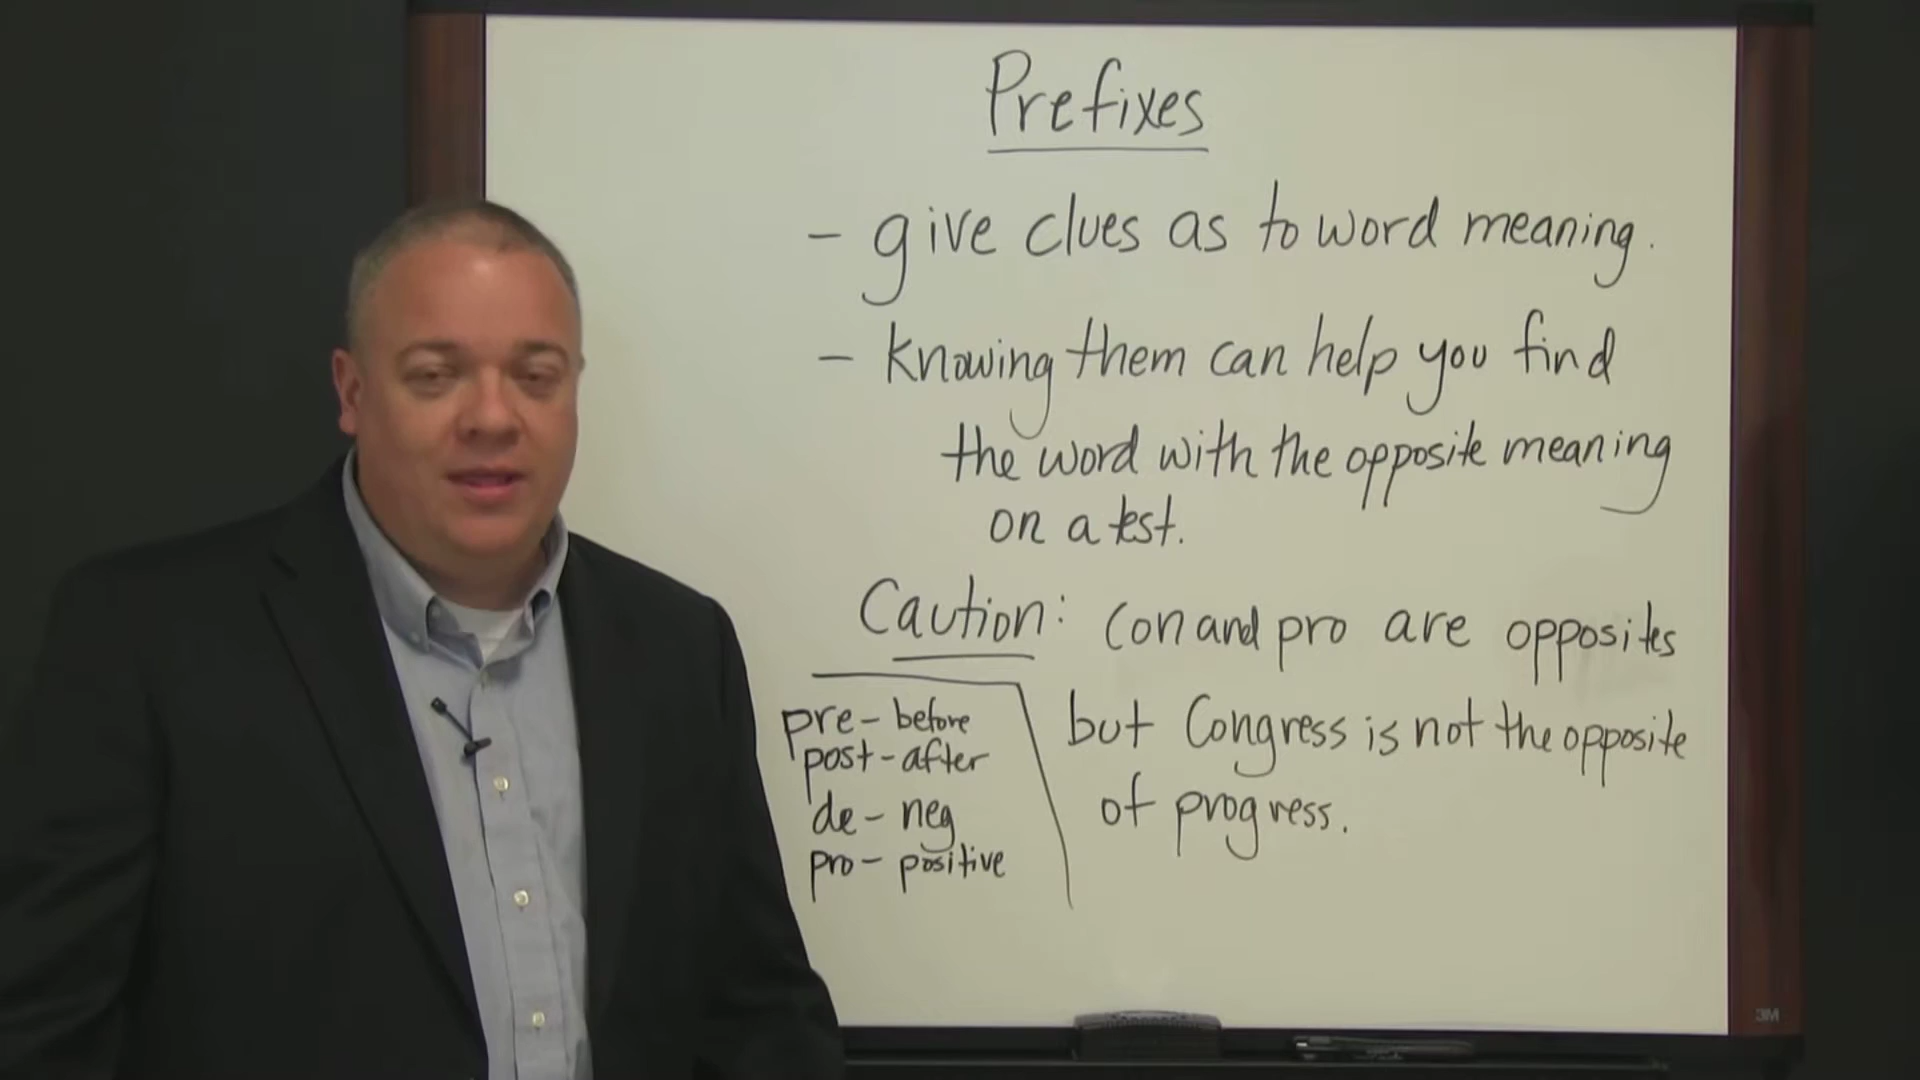 Prefixes
- give clues as to word meaning.
- knowing them can help you find
the word with the opposite meaning
on a test.
Caution: con and pro are opposites
but Congress is not the opposite
of progress.
pre - before
post - after
de - neg
pro - positive
3M